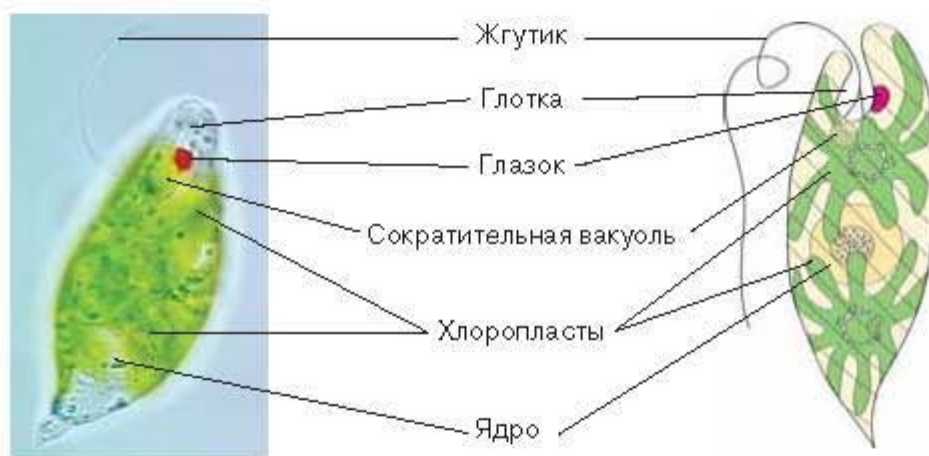 Жгутик
Глотка
Глазок
Сократительная вакуоль
Хлоропласты
Ядро